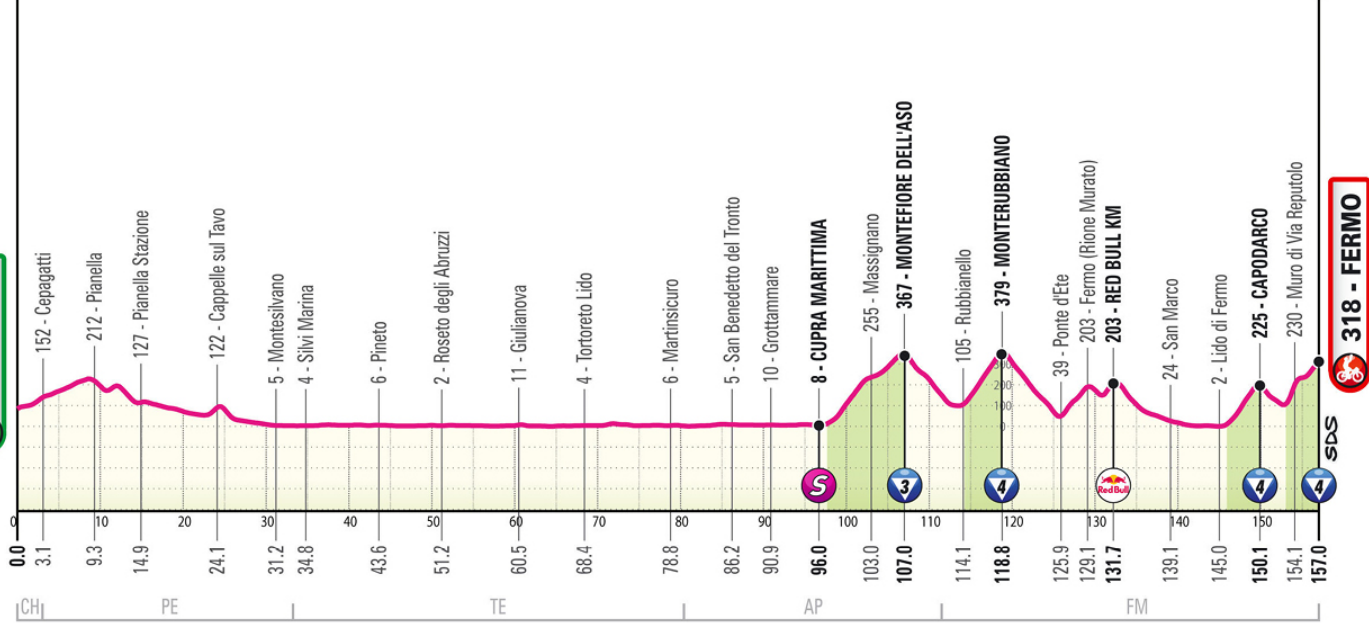 152 - Cepagatti
212 - Pianella
127 - Pianella Stazione
122 - Cappelle sul Tavo
5 - Montesilvano
4 - Silvi Marina
6 - Pineto
2 - Roseto degli Abruzzi
11 - Giulianova
4 - Tortoreto Lido
6 - Martinsicuro
5 - San Benedetto del Tronto
10 - Grottammare
8 - CUPRA MARITTIMA
255 - Massignano
367 - MONTEFIORE DELL'ASO
105 - Rubbianello
379 - MONTERUBBIANO
39 - Ponte d'Ete
203 - Fermo (Rione Murato)
203 - RED BULL KM
24 - San Marco
2 - Lido di Fermo
225 - CAPODARCO
230 - Muro di Via Reputolo
318 - FERMO
300
200
100
0
SDS
S
3
4
Red Bull
4
4
0 10 20 30 40 50 60 70 80 90 100 110 120 130 140 150
0.0 3.1 9.3 14.9 24.1 31.2 34.8 43.6 51.2 60.5 68.4 78.8 86.2 90.9 96.0 103.0 107.0 114.1 118.8 125.9 129.1 131.7 139.1 145.0 150.1 154.1 157.0
CH PE TE AP FM